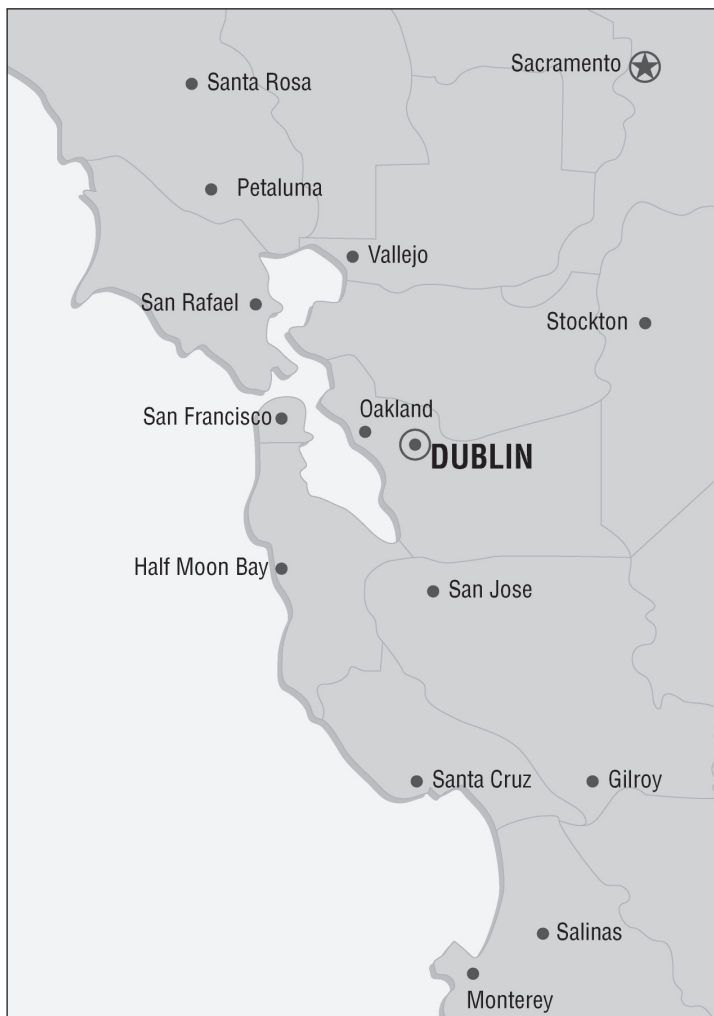 Sacramento
Santa Rosa
Petaluma
Vallejo
San Rafael
Stockton
San Francisco
Oakland
DUBLIN
Half Moon Bay
San Jose
Santa Cruz
Gilroy
Salinas
Monterey